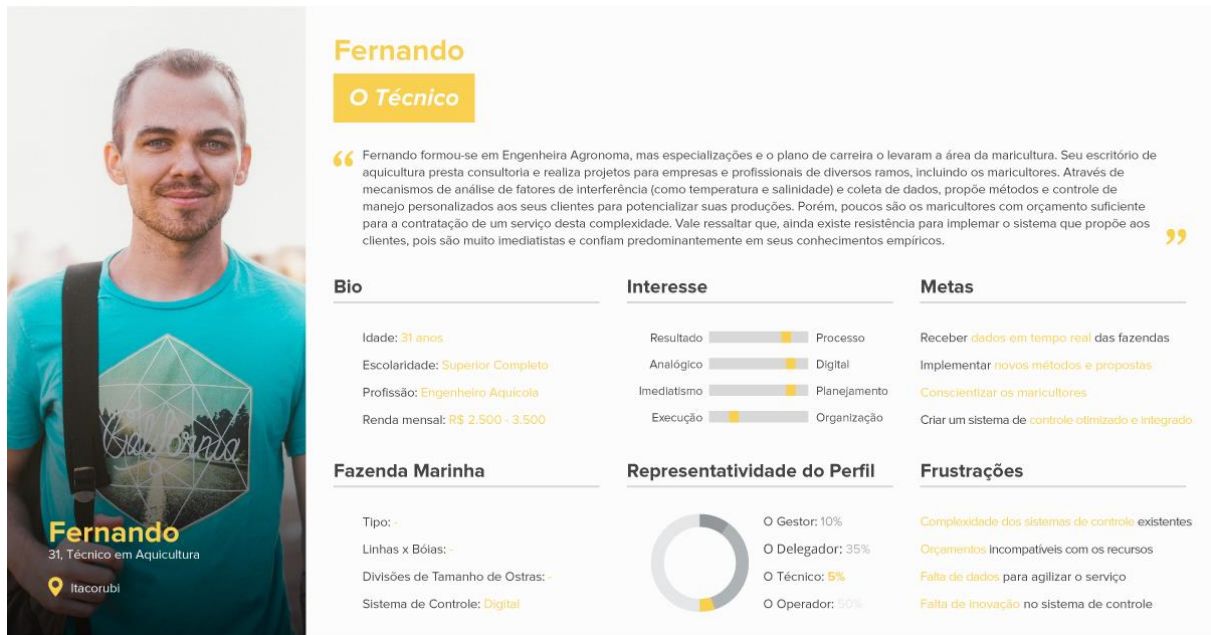 Fernando
O Técnico
“ Fernando formou-se em Engenheira Agronoma, mas especializações e o plano de carreira o levaram a área da maricultura. Seu escritório de
aquicultura presta consultoria e realiza projetos para empresas e profissionais de diversos ramos, incluindo os maricultores. Através de
mecanismos de análise de fatores de interferência (como temperatura e salinidade) e coleta de dados, propõe métodos e controle de
manejo personalizados aos seus clientes para potencializar suas produções. Porém, poucos são os maricultores com orçamento suficiente
para a contratação de um serviço desta complexidade. Vale ressaltar que, ainda existe resistência para implemar o sistema que propõe aos
clientes, pois são muito imediatistas e confiam predominantemente em seus conhecimentos empíricos. ”
Bio
Idade: 31 anos
Escolaridade: Superior Completo
Profissão: Engenheiro Aquícola
Renda mensal: R$ 2.500 - 3.500
Interesse
Resultado Processo
Analógico Digital
Imediatismo Planejamento
Execução Organização
Metas
Receber dados em tempo real das fazendas
Implementar novos métodos e propostas
Conscientizar os maricultores
Criar um sistema de controle otimizado e integrado
Fazenda Marinha
Tipo: -
Linhas x Bóias: -
Divisões de Tamanho de Ostras: -
Sistema de Controle: Digital
Representatividade do Perfil
O Gestor: 10%
O Delegador: 35%
O Técnico: 5%
O Operador: 50%
Frustrações
Complexidade dos sistemas de controle existentes
Orçamentos incompatíveis com os recursos
Falta de dados para agilizar o serviço
Falta de inovação no sistema de controle
California
Fernando
31, Técnico em Aquicultura
Itacorubi